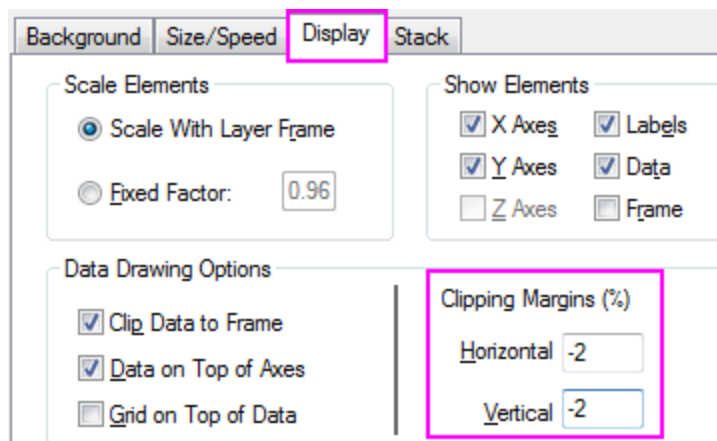 Background Size/Speed Display Stack
Scale Elements
Scale With Layer Frame
Fixed Factor: 0.96
Show Elements
X Axes Labels
Y Axes Data
Z Axes Frame
Data Drawing Options
Clip Data to Frame
Data on Top of Axes
Grid on Top of Data
Clipping Margins (%)
Horizontal -2
Vertical -2